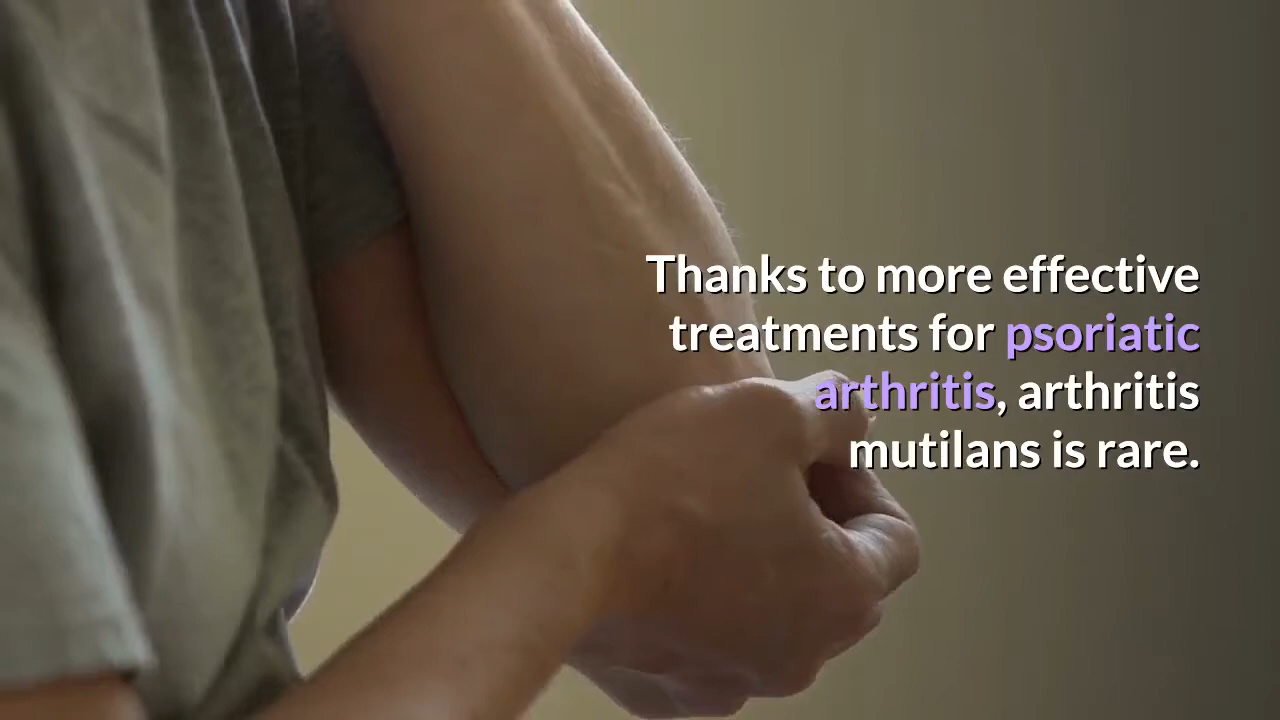 Thanks to more effective
treatments for psoriatic
arthritis, arthritis
mutilans is rare.